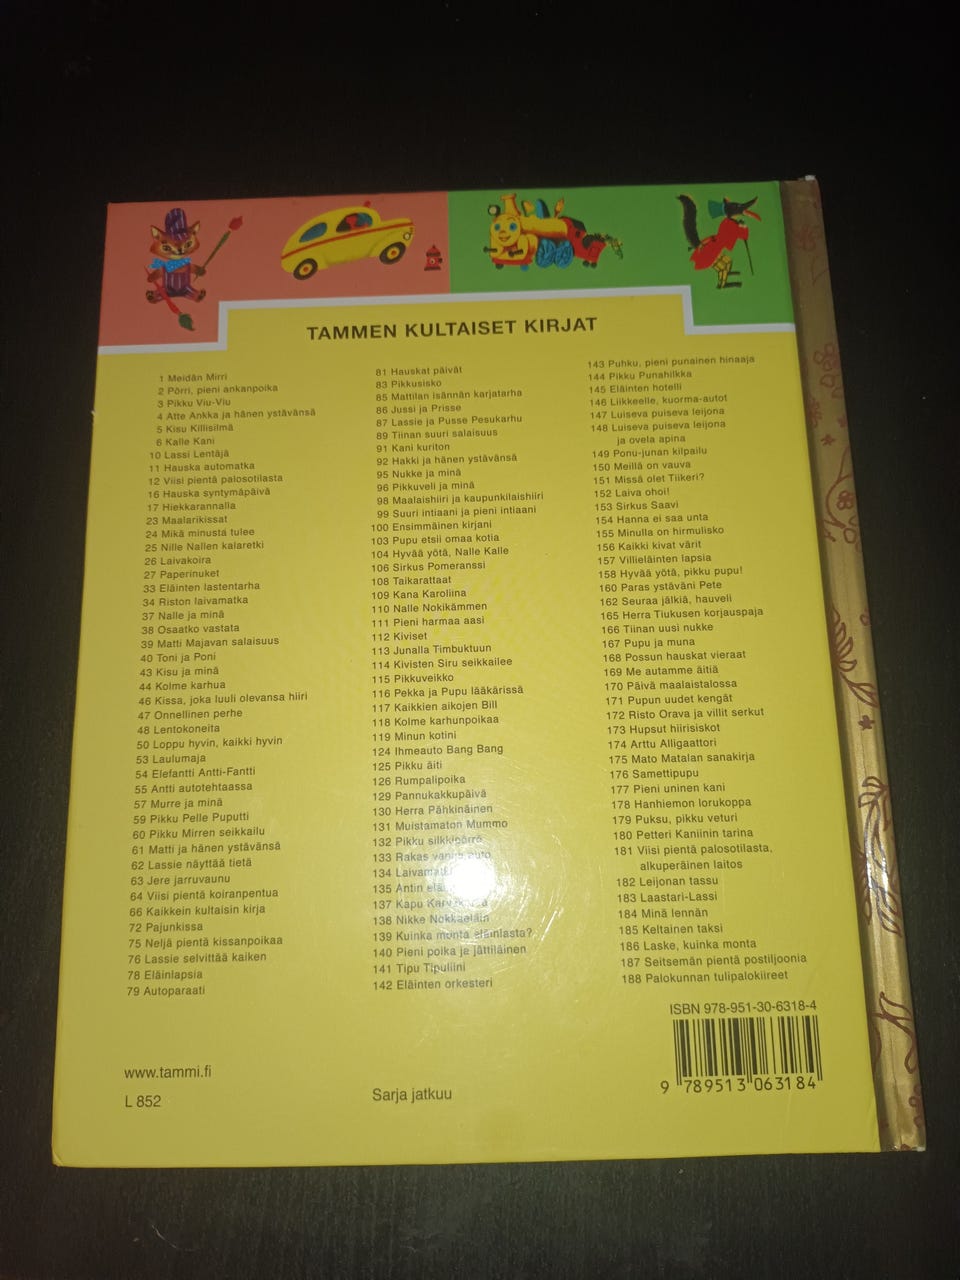 TAMMEN KULTAISET KIRJAT
1 Meidän Mirri
2 Pörri, pieni ankanpoika
3 Pikku Viu-Viu
4 Atte Ankka ja hänen ystävänsä
5 Kisu Killisilmä
6 Kalle Kani
10 Lassi Lentäjä
11 Hauska automatka
12 Viisi pientä palosotilasta
16 Hauska syntymäpäivä
17 Hiekkarannalla
23 Maalarikissat
24 Mikä minusta tulee
25 Nille Nallen kalaretki
26 Laivakoira
27 Paperinuket
33 Eläinten lastentarha
34 Riston laivamatka
37 Nalle ja minä
38 Osaatko vastata
39 Matti Majavan salaisuus
40 Toni ja Poni
43 Kisu ja minä
44 Kolme karhua
46 Kissa, joka luuli olevansa hiiri
47 Onnellinen perhe
48 Lentokoneita
50 Loppu hyvin, kaikki hyvin
53 Laulumaja
54 Elefantti Antti-Fantti
55 Antti autotehtaassa
57 Murre ja minä
59 Pikku Pelle Puputti
60 Pikku Mirren seikkailu
61 Matti ja hänen ystävänsä
62 Lassie näyttää tietä
63 Jere jarruvaunu
64 Viisi pientä koiranpentua
66 Kaikkein kultaisin kirja
72 Pajunkissa
75 Neljä pientä kissanpoikaa
76 Lassie selvittää kaiken
78 Eläinlapsia
79 Autoparaati
81 Hauskat päivät
83 Pikkusisko
85 Mattilan isännän karjatarha
86 Jussi ja Prisse
87 Lassie ja Pusse Pesukarhu
89 Tiinan suuri salaisuus
91 Kani kuriton
92 Hakki ja hänen ystävänsä
95 Nukke ja minä
96 Pikkuveli ja minä
98 Maalaishiiri ja kaupunkilaishiiri
99 Suuri intiaani ja pieni intiaani
100 Ensimmäinen kirjani
103 Pupu etsii omaa kotia
104 Hyvää yötä, Nalle Kalle
106 Sirkus Pomeranssi
108 Taikarattaat
109 Kana Karoliina
110 Nalle Nokikämmen
111 Pieni harmaa aasi
112 Kiviset
113 Junalla Timbuktuun
114 Kivisten Siru seikkailee
115 Pikkuveikko
116 Pekka ja Pupu lääkärissä
117 Kaikkien aikojen Bill
118 Kolme karhunpoikaa
119 Minun kotini
124 Ihmeauto Bang Bang
125 Pikku äiti
126 Rumpalipoika
129 Pannukakkupäivä
130 Herra Pähkinäinen
131 Muistamaton Mummo
132 Pikku silkkipörrö
133 Rakas vanha auto
134
135 Antin
137 Kapu
138 Nikke Nokkaeläin
139 Kuinka monta eläinlasta?
140 Pieni poika ja jättiläinen
141 Tipu Tipuliini
142 Eläinten orkesteri
143 Puhku, pieni punainen hinaaja
144 Pikku Punahilkka
145 Eläinten hotelli
146 Liikkeelle, kuorma-autot
147 Luiseva puiseva leijona
148 Luiseva puiseva leijona
ja ovela apina
149 Ponu-junan kilpailu
150 Meillä on vauva
151 Missä olet Tiikeri?
152 Laiva ohoi!
153 Sirkus Saavi
154 Hanna ei saa unta
155 Minulla on hirmulisko
156 Kaikki kivat värit
157 Villieläinten lapsia
158 Hyvää yötä, pikku pupu!
160 Paras ystäväni Pete
162 Seuraa jälkiä, hauveli
165 Herra Tiukusen korjauspaja
166 Tiinan uusi nukke
167 Pupu ja muna
168 Possun hauskat vieraat
169 Me autamme äitiä
170 Päivä maalaistalossa
171 Pupun uudet kengät
172 Risto Orava ja villit serkut
173 Hupsut hiirisiskot
174 Arttu Alligaattori
175 Mato Matalan sanakirja
176 Samettipupu
177 Pieni uninen kani
178 Hanhiemon lorukoppa
179 Puksu, pikku veturi
180 Petteri Kaniinin tarina
181 Viisi pientä palosotilasta,
alkuperäinen laitos
182 Leijonan tassu
183 Laastari-Lassi
184 Minä lennän
185 Keltainen taksi
186 Laske, kuinka monta
187 Seitsemän pientä postiljoonia
188 Palokunnan tulipalokiireet
ISBN 978-951-30-6318-4
9 789513 063184
www.tammi.fi
L 852
Sarja jatkuu